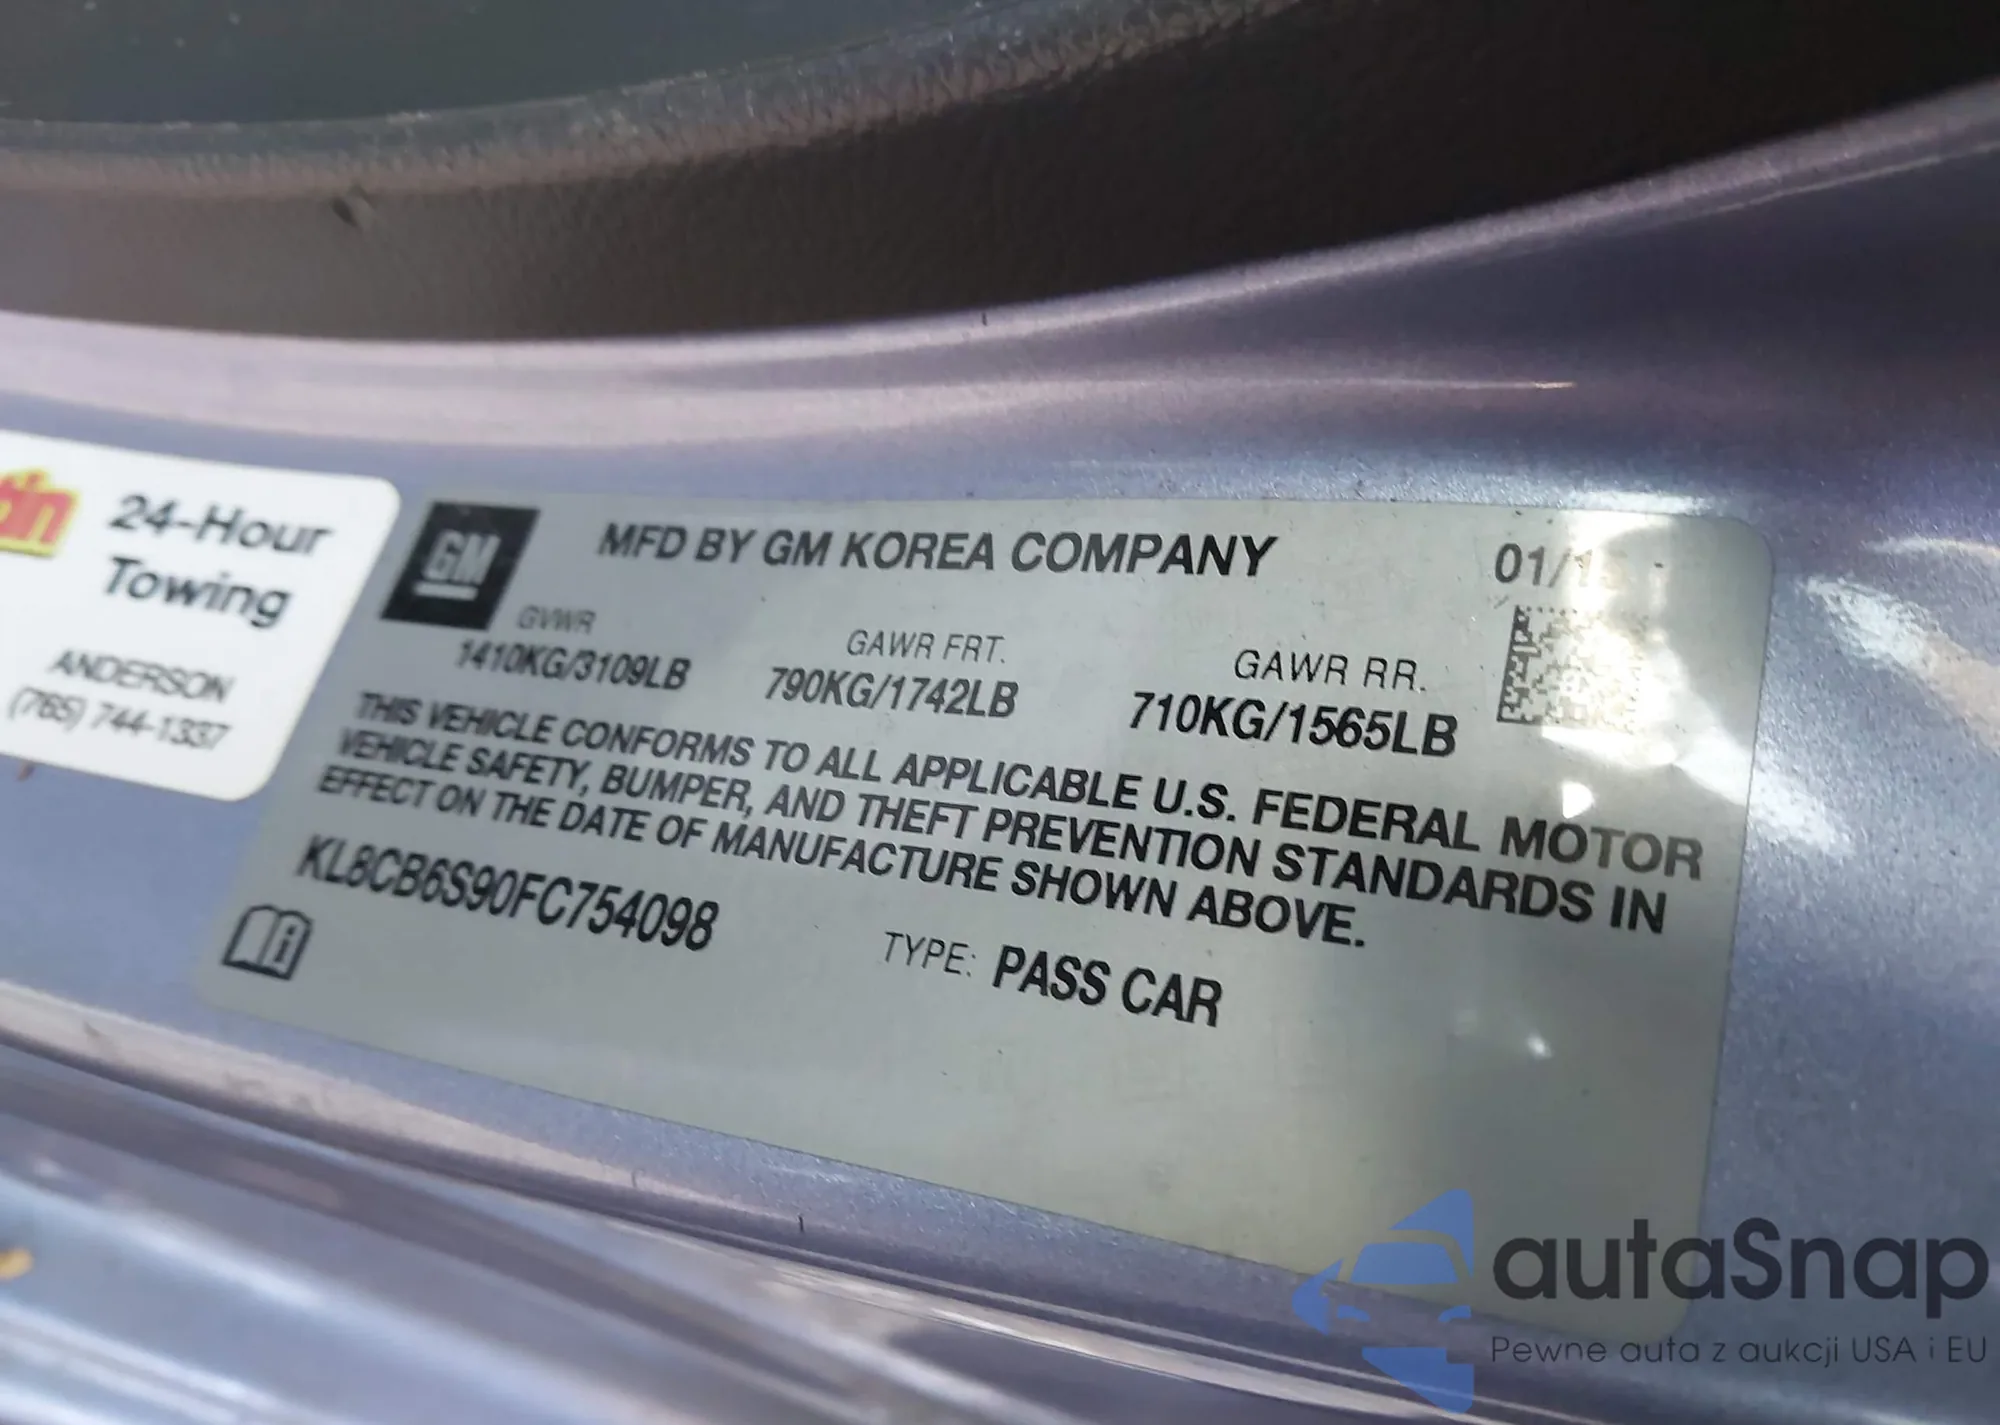 24-Hour
Towing
ANDERSON
(765) 744-1337
GM
MFD BY GM KOREA COMPANY
01/15
GVWR
1410KG/3109LB
GAWR FRT.
790KG/1742LB
GAWR RR.
710KG/1565LB
THIS VEHICLE CONFORMS TO ALL APPLICABLE U.S. FEDERAL MOTOR
VEHICLE SAFETY, BUMPER, AND THEFT PREVENTION STANDARDS IN
EFFECT ON THE DATE OF MANUFACTURE SHOWN ABOVE.
KL8CB6S90FC754098
TYPE: PASS CAR
autaSnap
Pewne auta z aukcji USA i EU